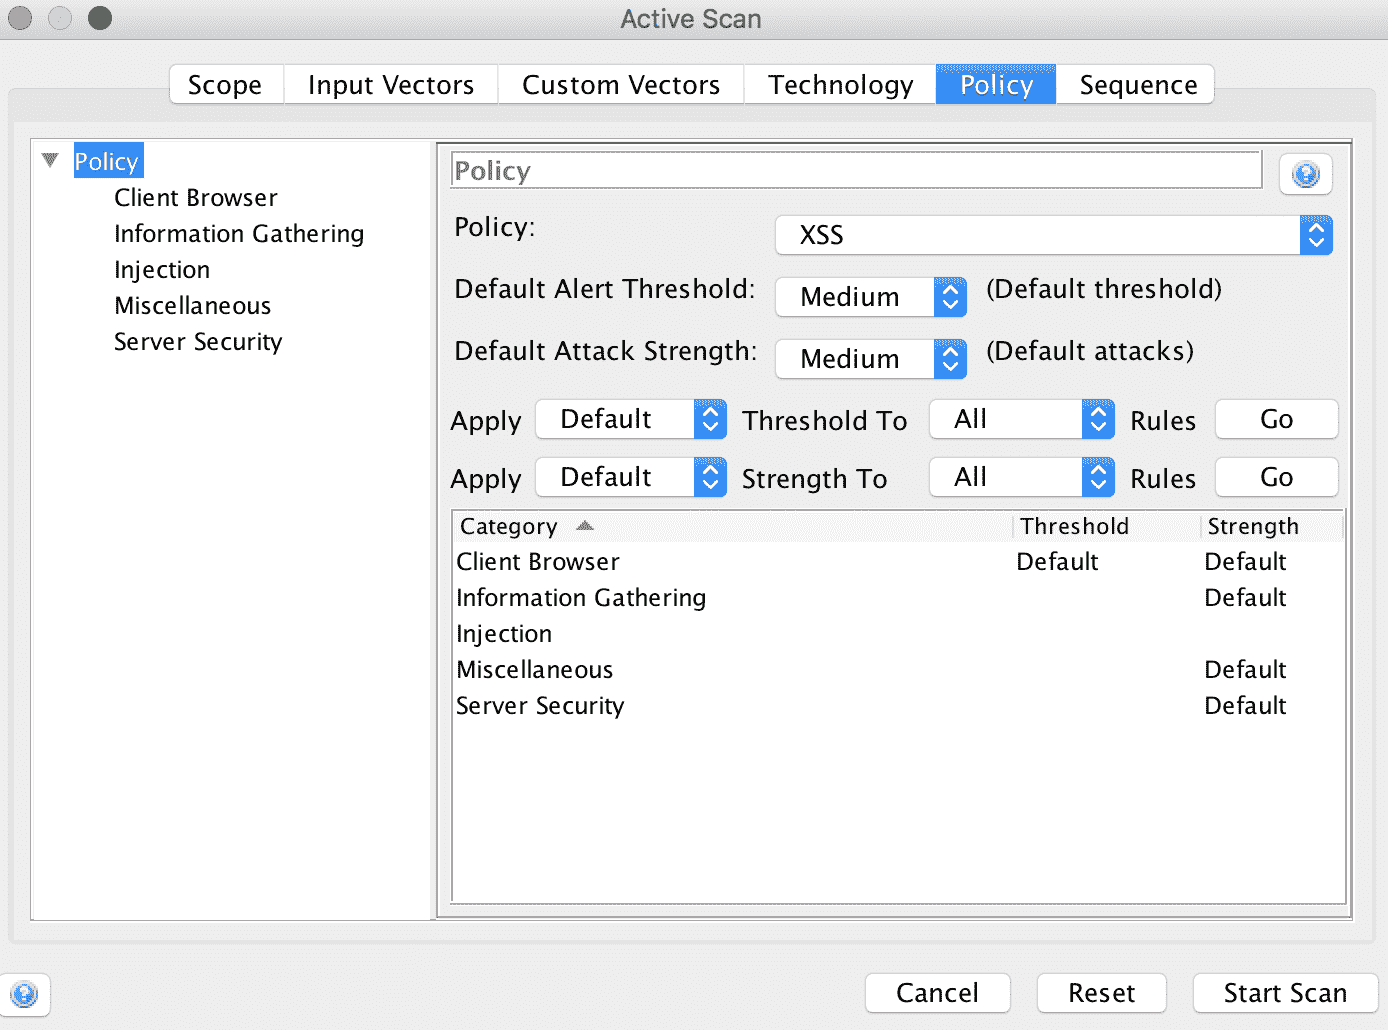 Active Scan
Scope Input Vectors Custom Vectors Technology Policy Sequence
Policy
Client Browser
Information Gathering
Injection
Miscellaneous
Server Security
Policy
Policy: XSS
Default Alert Threshold: Medium (Default threshold)
Default Attack Strength: Medium (Default attacks)
Apply Default Threshold To All Rules Go
Apply Default Strength To All Rules Go
Category Threshold Strength
Client Browser Default Default
Information Gathering Default
Injection
Miscellaneous Default
Server Security Default
Cancel Reset Start Scan